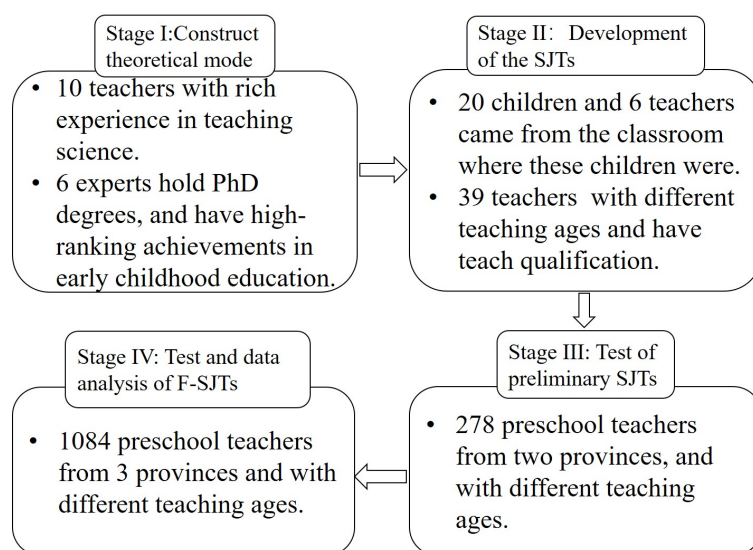 Stage I:Construct
theoretical mode
• 10 teachers with rich
experience in teaching
science.
• 6 experts hold PhD
degrees, and have high-
ranking achievements in
early childhood education.
Stage II: Development
of the SJTs
• 20 children and 6 teachers
came from the classroom
where these children were.
• 39 teachers with different
teaching ages and have
teach qualification.
Stage III: Test of
preliminary SJTs
• 278 preschool teachers
from two provinces, and
with different teaching
ages.
Stage IV: Test and data
analysis of F-SJTs
• 1084 preschool teachers
from 3 provinces and with
different teaching ages.